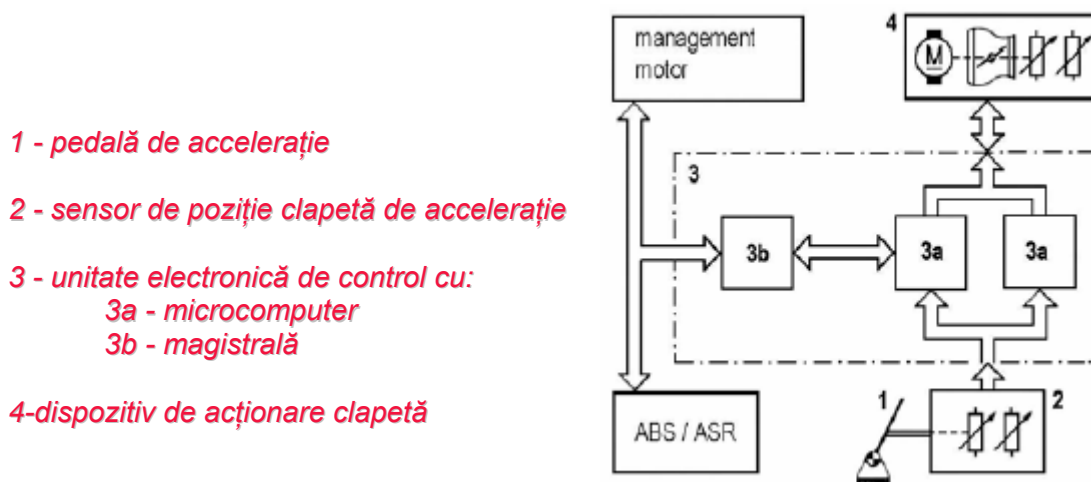 1 - pedală de accelerație
2 - sensor de poziție clapetă de accelerație
3 - unitate electronică de control cu:
3a - microcomputer
3b - magistrală
4-dispozitiv de acționare clapetă
management
motor
4
M
3
3b
3a
3a
ABS / ASR
1
2